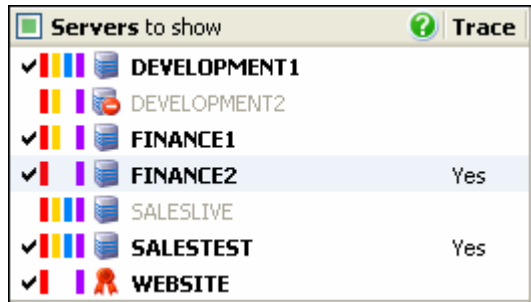 Servers to show ? Trace
DEVELOPMENT1
DEVELOPMENT2
FINANCE1
FINANCE2 Yes
SALESLIVE
SALESTEST Yes
WEBSITE